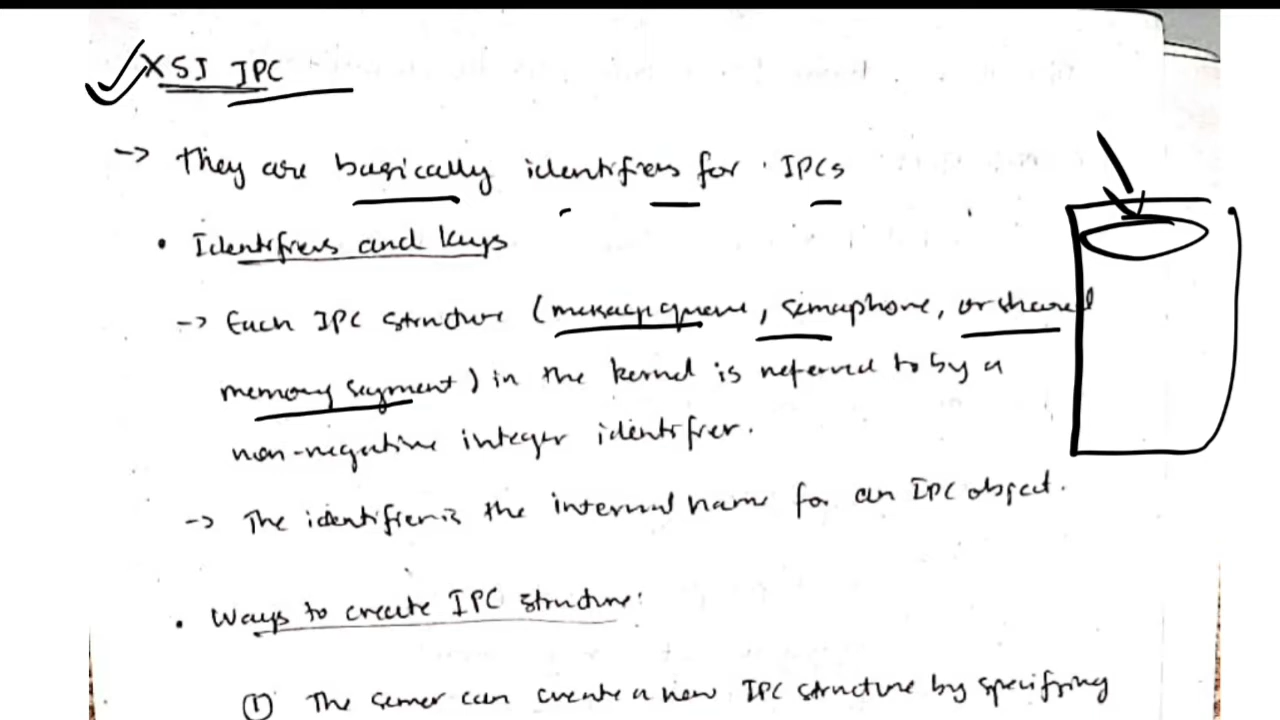 XSI IPC
-> They are basically identifiers for IPCs
• Identifiers and keys
-> Each IPC structure (message queue, semaphore, or shared
memory segment) in the kernel is referred to by a
non-negative integer identifier.
-> The identifier is the internal name for an IPC object.
• Ways to create IPC structure:
① The server can create a new IPC structure by specifying